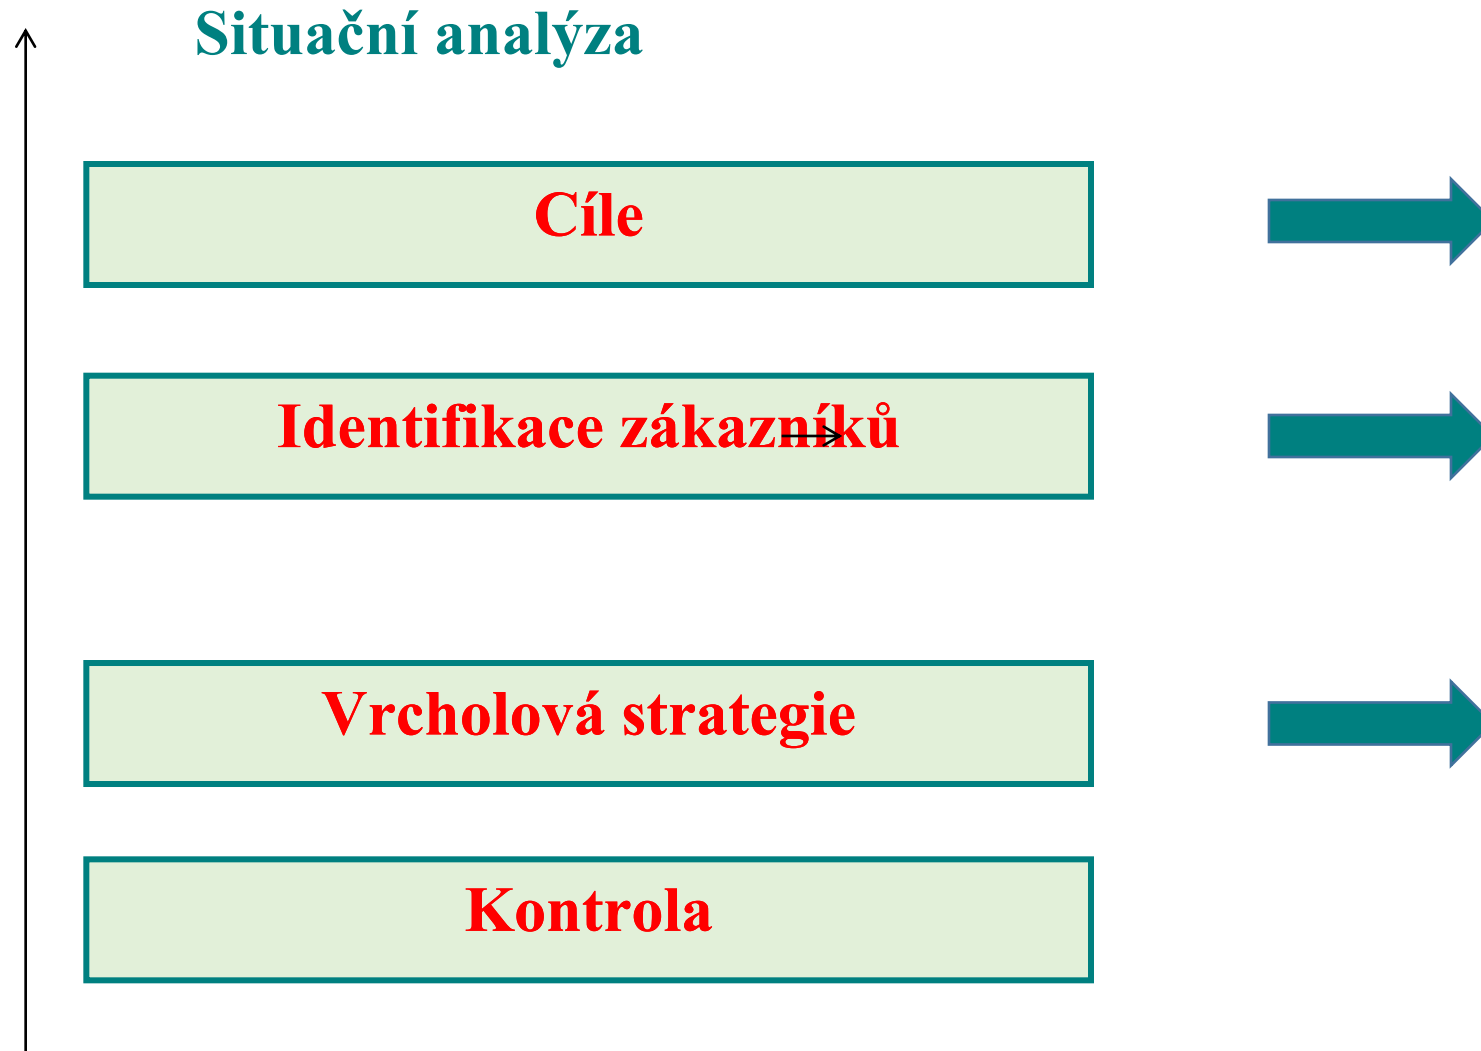 Situační analýza
Cíle
Identifikace zákazníků
Vrcholová strategie
Kontrola